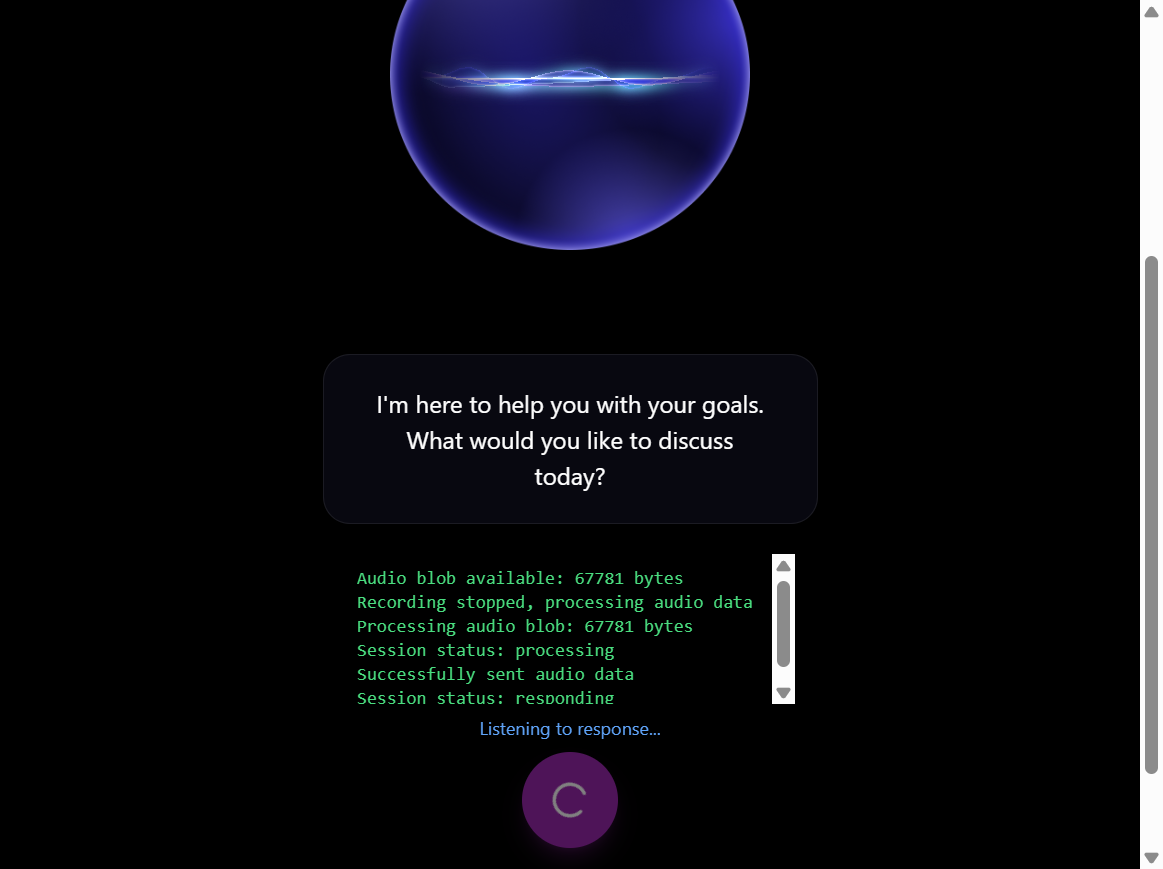 I'm here to help you with your goals.
What would you like to discuss
today?
Audio blob available: 67781 bytes
Recording stopped, processing audio data
Processing audio blob: 67781 bytes
Session status: processing
Successfully sent audio data
Session status: responding
Listening to response...